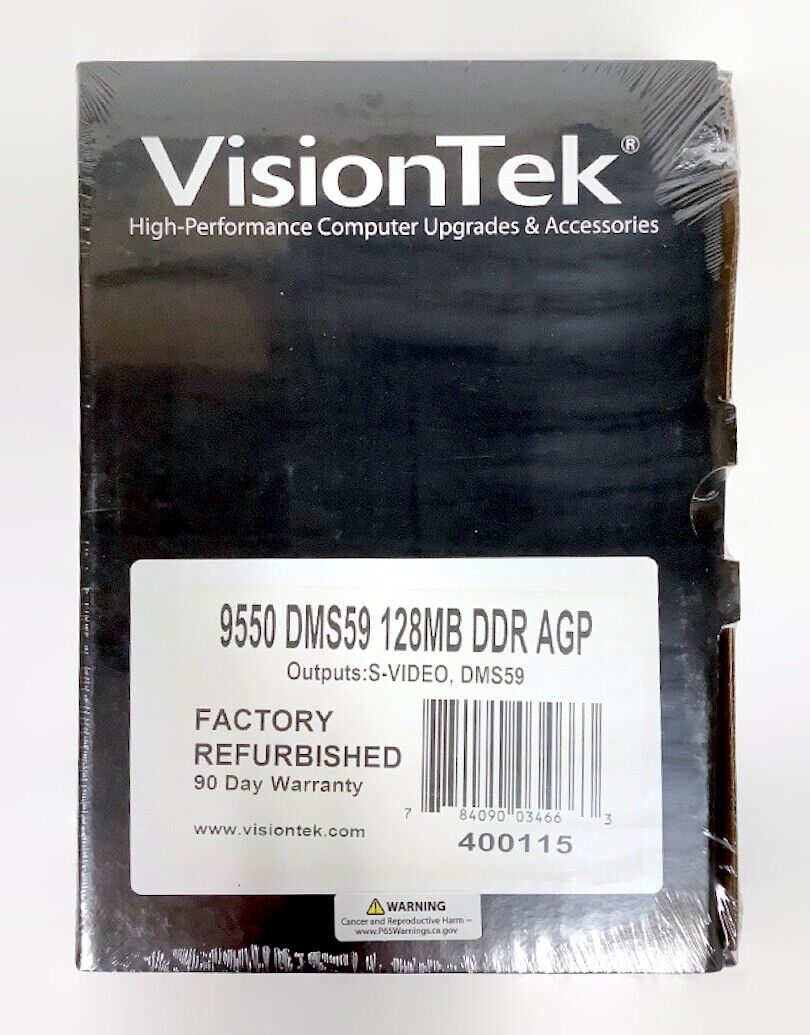 VisionTek®
High-Performance Computer Upgrades & Accessories
9550 DMS59 128MB DDR AGP
Outputs:S-VIDEO, DMS59
FACTORY
REFURBISHED
90 Day Warranty
www.visiontek.com
7 84090 03466 3
400115
⚠ WARNING
Cancer and Reproductive Harm –
www.P65Warnings.ca.gov